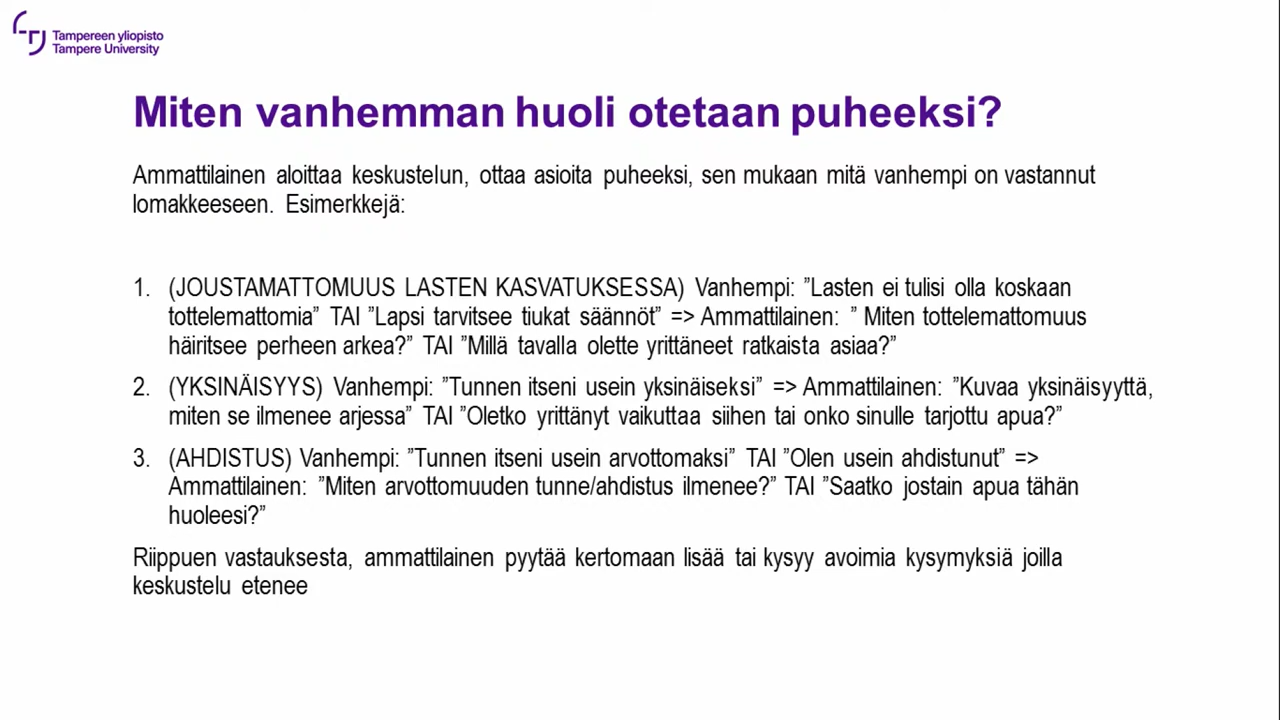 Tampereen yliopisto
Tampere University
Miten vanhemman huoli otetaan puheeksi?
Ammattilainen aloittaa keskustelun, ottaa asioita puheeksi, sen mukaan mitä vanhempi on vastannut
lomakkeeseen. Esimerkkejä:
1. (JOUSTAMATTOMUUS LASTEN KASVATUKSESSA) Vanhempi: ”Lasten ei tulisi olla koskaan
tottelemattomia” TAI ”Lapsi tarvitsee tiukat säännöt” => Ammattilainen: ” Miten tottelemattomuus
häiritsee perheen arkea?” TAI ”Millä tavalla olette yrittäneet ratkaista asiaa?”
2. (YKSINÄISYYS) Vanhempi: ”Tunnen itseni usein yksinäiseksi” => Ammattilainen: ”Kuvaa yksinäisyyttä,
miten se ilmenee arjessa” TAI ”Oletko yrittänyt vaikuttaa siihen tai onko sinulle tarjottu apua?”
3. (AHDISTUS) Vanhempi: ”Tunnen itseni usein arvottomaksi” TAI ”Olen usein ahdistunut” =>
Ammattilainen: ”Miten arvottomuuden tunne/ahdistus ilmenee?” TAI ”Saatko jostain apua tähän
huoleesi?”
Riippuen vastauksesta, ammattilainen pyytää kertomaan lisää tai kysyy avoimia kysymyksiä joilla
keskustelu etenee